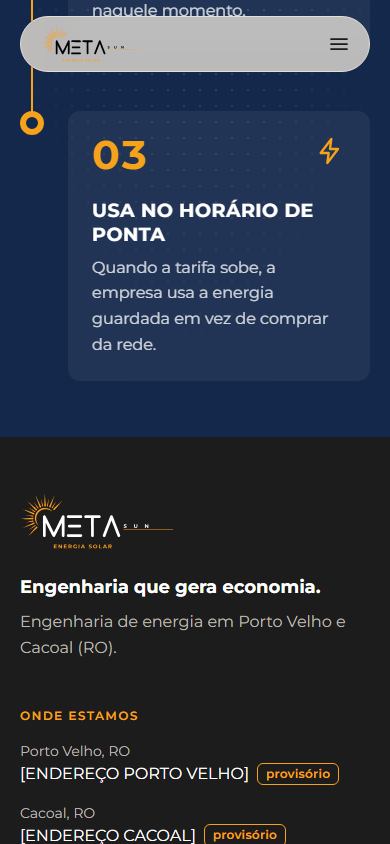 naquele momento.
META SUN
ENERGIA SOLAR
03
USA NO HORÁRIO DE
PONTA
Quando a tarifa sobe, a
empresa usa a energia
guardada em vez de comprar
da rede.
META SUN
ENERGIA SOLAR
Engenharia que gera economia.
Engenharia de energia em Porto Velho e
Cacoal (RO).
ONDE ESTAMOS
Porto Velho, RO
[ENDEREÇO PORTO VELHO] provisório
Cacoal, RO
[ENDEREÇO CACOAL] provisório